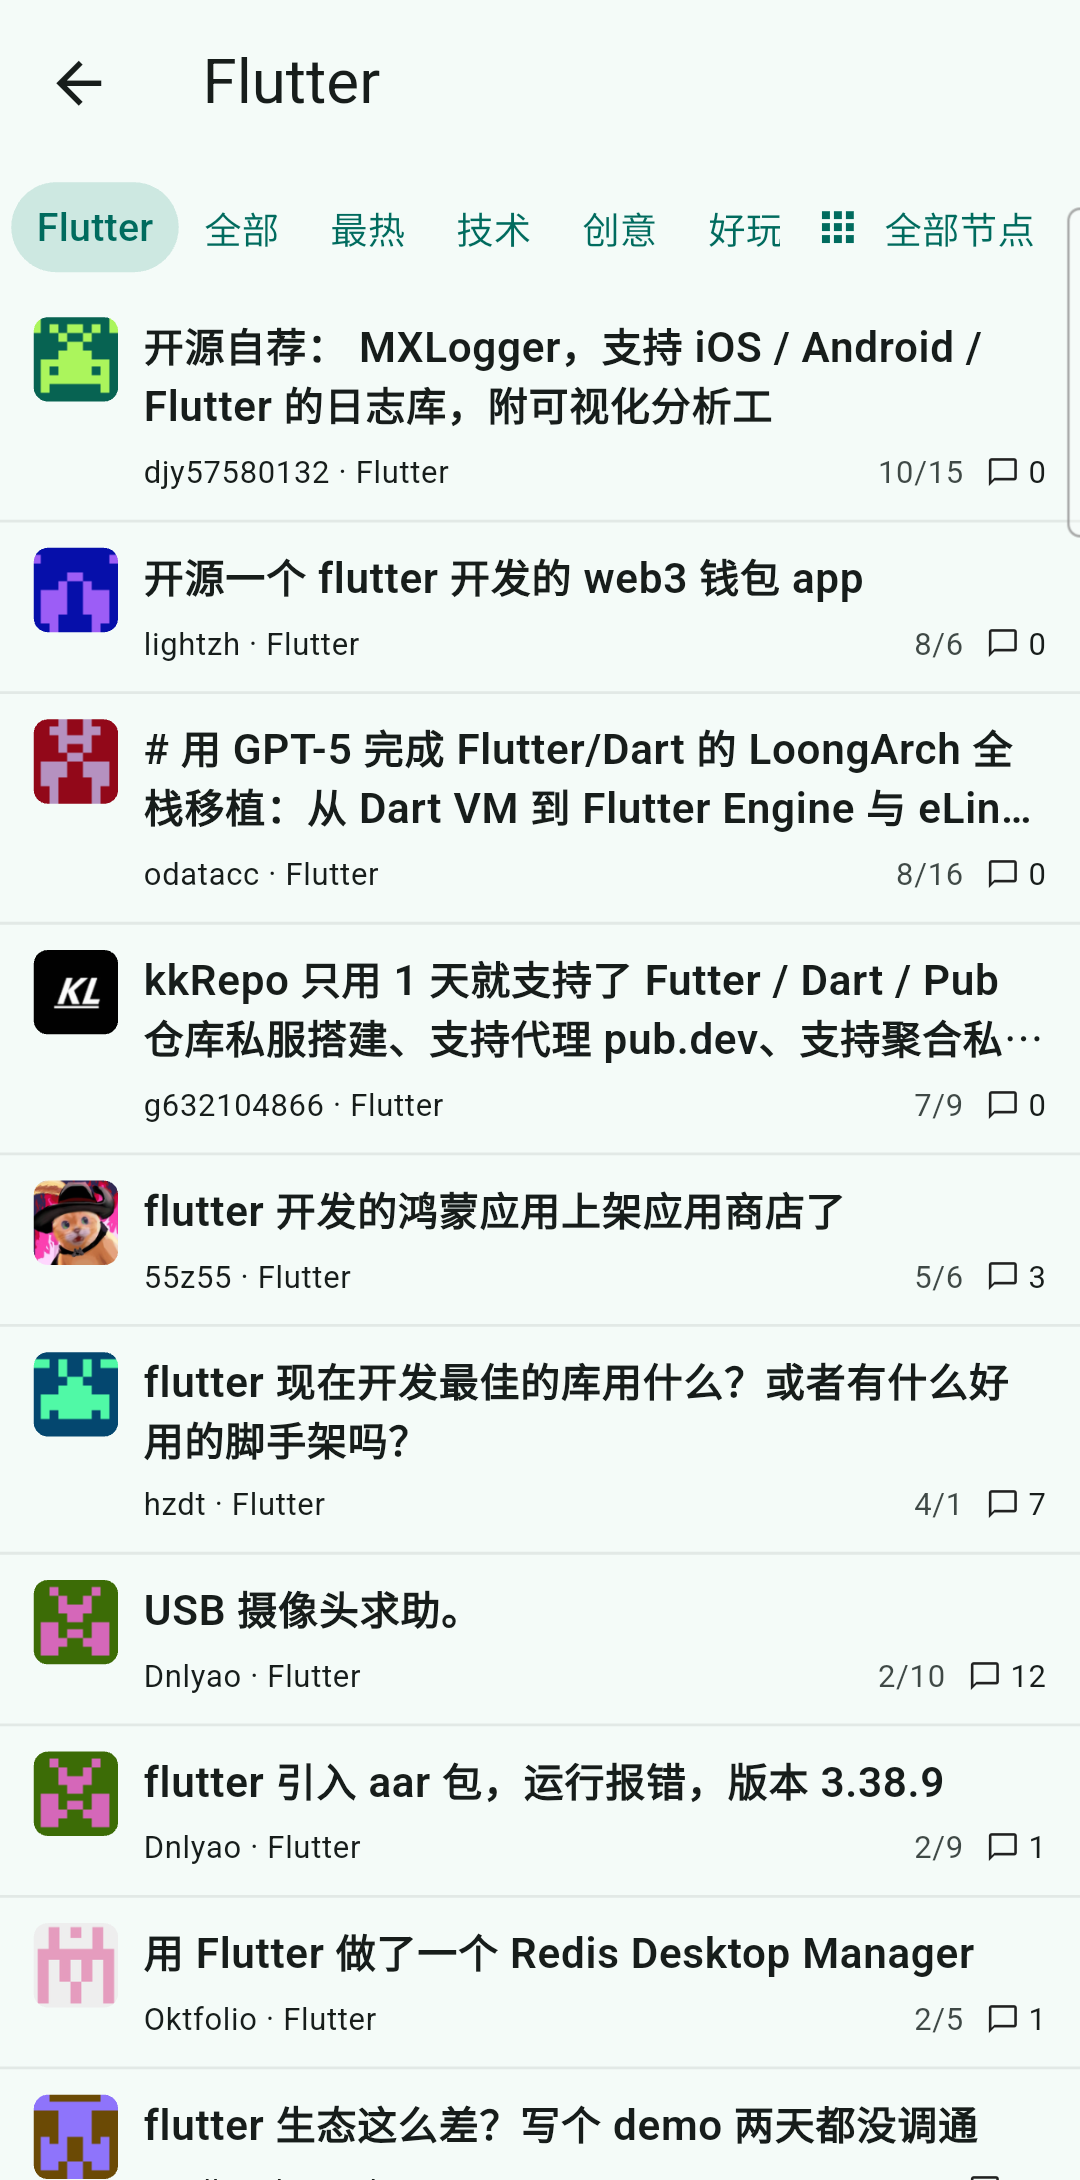 Flutter
Flutter 全部 最热 技术 创意 好玩 全部节点
开源自荐： MXLogger，支持 iOS / Android /
Flutter 的日志库，附可视化分析工
djy57580132 · Flutter 10/15 0
开源一个 flutter 开发的 web3 钱包 app
lightzh · Flutter 8/6 0
# 用 GPT-5 完成 Flutter/Dart 的 LoongArch 全
栈移植：从 Dart VM 到 Flutter Engine 与 eLin…
odatacc · Flutter 8/16 0
KL
kkRepo 只用 1 天就支持了 Futter / Dart / Pub
仓库私服搭建、支持代理 pub.dev、支持聚合私…
g632104866 · Flutter 7/9 0
flutter 开发的鸿蒙应用上架应用商店了
55z55 · Flutter 5/6 3
flutter 现在开发最佳的库用什么？或者有什么好
用的脚手架吗？
hzdt · Flutter 4/1 7
USB 摄像头求助。
Dnlyao · Flutter 2/10 12
flutter 引入 aar 包，运行报错，版本 3.38.9
Dnlyao · Flutter 2/9 1
用 Flutter 做了一个 Redis Desktop Manager
Oktfolio · Flutter 2/5 1
flutter 生态这么差？写个 demo 两天都没调通